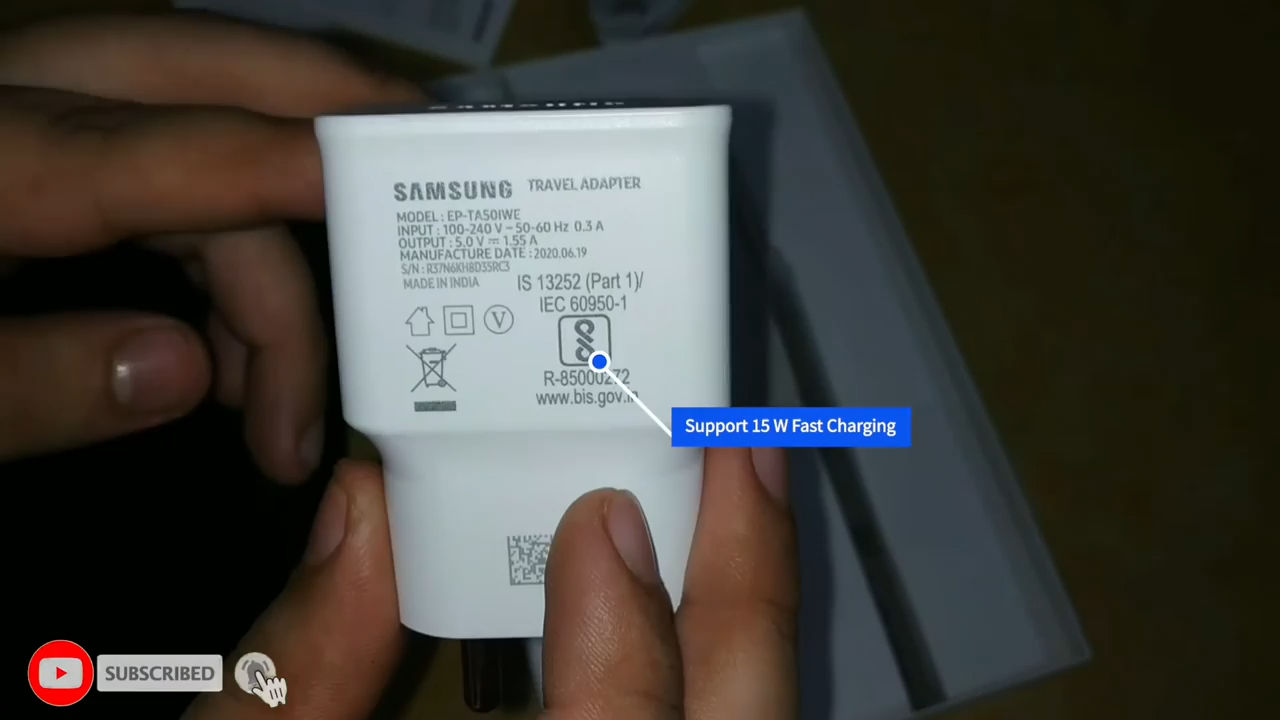 SAMSUNG TRAVEL ADAPTER
MODEL : EP-TA50IWE
INPUT : 100-240 V ~ 50-60 Hz 0.3 A
OUTPUT : 5.0 V ⎓ 1.55 A
MANUFACTURE DATE : 2020.06.19
S/N : R37N6KH8D35RC3
MADE IN INDIA
IS 13252 (Part 1)/
IEC 60950-1
V
R-85000272
www.bis.gov.in
Support 15 W Fast Charging
SUBSCRIBED